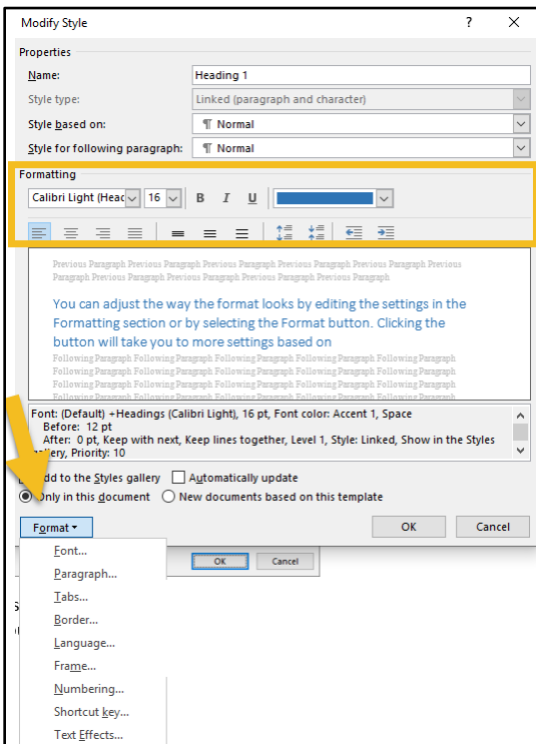 Modify Style ? ×
Properties
Name: Heading 1
Style type: Linked (paragraph and character)
Style based on: ¶ Normal
Style for following paragraph: ¶ Normal
Formatting
Calibri Light (Head 16 B I U
Previous Paragraph Previous Paragraph Previous Paragraph Previous Paragraph Previous Paragraph Previous
Paragraph Previous Paragraph Previous Paragraph Previous Paragraph Previous Paragraph
You can adjust the way the format looks by editing the settings in the
Formatting section or by selecting the Format button. Clicking the
button will take you to more settings based on
Following Paragraph Following Paragraph Following Paragraph Following Paragraph Following Paragraph
Following Paragraph Following Paragraph Following Paragraph Following Paragraph Following Paragraph
Following Paragraph Following Paragraph Following Paragraph Following Paragraph Following Paragraph
Following Paragraph Following Paragraph Following Paragraph Following Paragraph Following Paragraph
Font: (Default) +Headings (Calibri Light), 16 pt, Font color: Accent 1, Space
Before: 12 pt
After: 0 pt, Keep with next, Keep lines together, Level 1, Style: Linked, Show in the Styles
gallery, Priority: 10
Add to the Styles gallery Automatically update
Only in this document New documents based on this template
Format OK Cancel
OK Cancel
Font...
Paragraph...
Tabs...
Border...
Language...
Frame...
Numbering...
Shortcut key...
Text Effects...